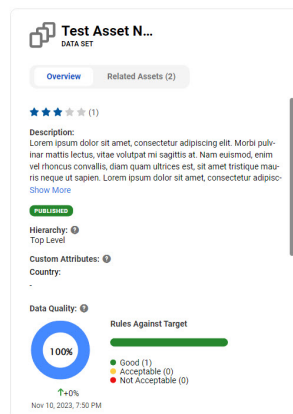 Test Asset N...
DATA SET
Overview
Related Assets (2)
(1)
Description:
Lorem ipsum dolor sit amet, consectetur adipiscing elit. Morbi pulv-
inar mattis lectus, vitae volutpat mi sagittis at. Nam euismod, enim
vel rhoncus convallis, diam quam ultrices est, sit amet tristique mau-
ris neque ut sapien. Lorem ipsum dolor sit amet, consectetur adipisc-
Show More
PUBLISHED
Hierarchy:
Top Level
Custom Attributes:
Country:
-
Data Quality:
Rules Against Target
100%
Good (1)
Acceptable (0)
Not Acceptable (0)
+0%
Nov 10, 2023, 7:50 PM